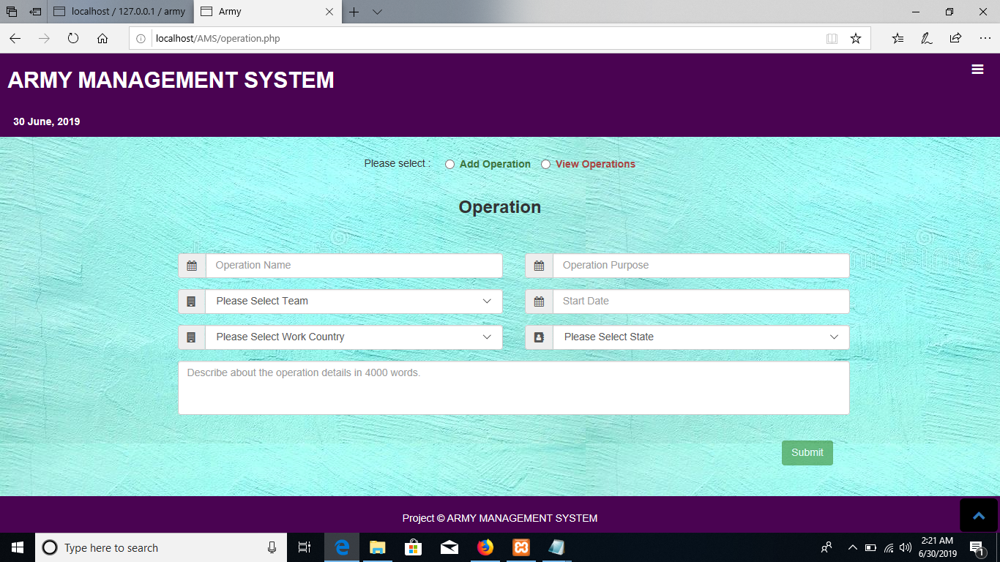 localhost / 127.0.0.1 / army
Army
localhost/AMS/operation.php
ARMY MANAGEMENT SYSTEM
30 June, 2019
Please select : Add Operation View Operations
Operation
Operation Name Operation Purpose
Please Select Team Start Date
Please Select Work Country Please Select State
Describe about the operation details in 4000 words.
Submit
Project © ARMY MANAGEMENT SYSTEM
Type here to search
2:21 AM
6/30/2019
1